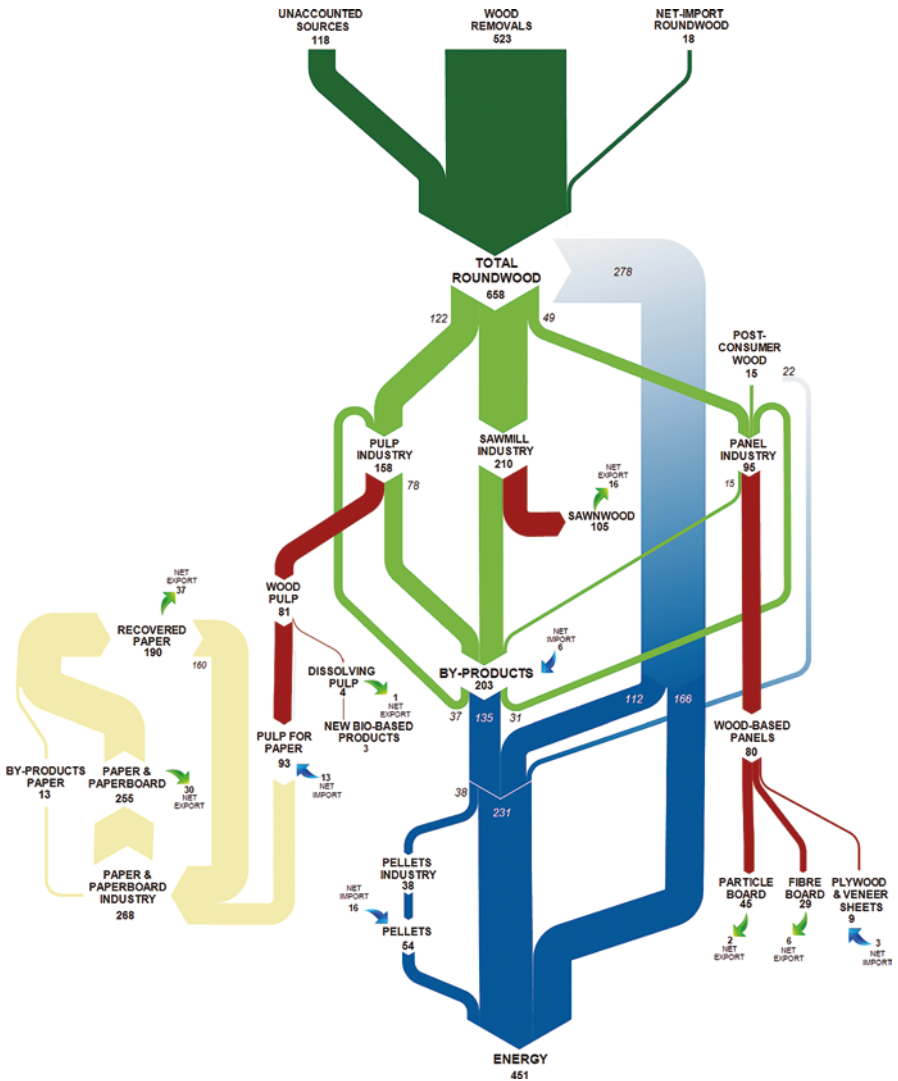 UNACCOUNTED
SOURCES
118
WOOD
REMOVALS
523
NET-IMPORT
ROUNDWOOD
18
TOTAL
ROUNDWOOD
658
278
122
49
POST-
CONSUMER
WOOD
15
22
PULP
INDUSTRY
158
SAWMILL
INDUSTRY
210
PANEL
INDUSTRY
95
78
NET
EXPORT
16
SAWNWOOD
105
15
NET
EXPORT
37
WOOD
PULP
81
RECOVERED
PAPER
190
160
NET
IMPORT
6
DISSOLVING
PULP
4
1
NET
EXPORT
BY-PRODUCTS
203
37
135
31
112
166
NEW BIO-BASED
PRODUCTS
3
PULP FOR
PAPER
93
13
NET
IMPORT
WOOD-BASED
PANELS
80
BY-PRODUCTS
PAPER
13
PAPER &
PAPERBOARD
255
30
NET
EXPORT
38
231
PAPER &
PAPERBOARD
INDUSTRY
268
PELLETS
INDUSTRY
38
NET
IMPORT
16
PELLETS
54
PARTICLE
BOARD
45
FIBRE
BOARD
29
PLYWOOD
& VENEER
SHEETS
9
2
NET
EXPORT
6
NET
EXPORT
3
NET
IMPORT
ENERGY
451